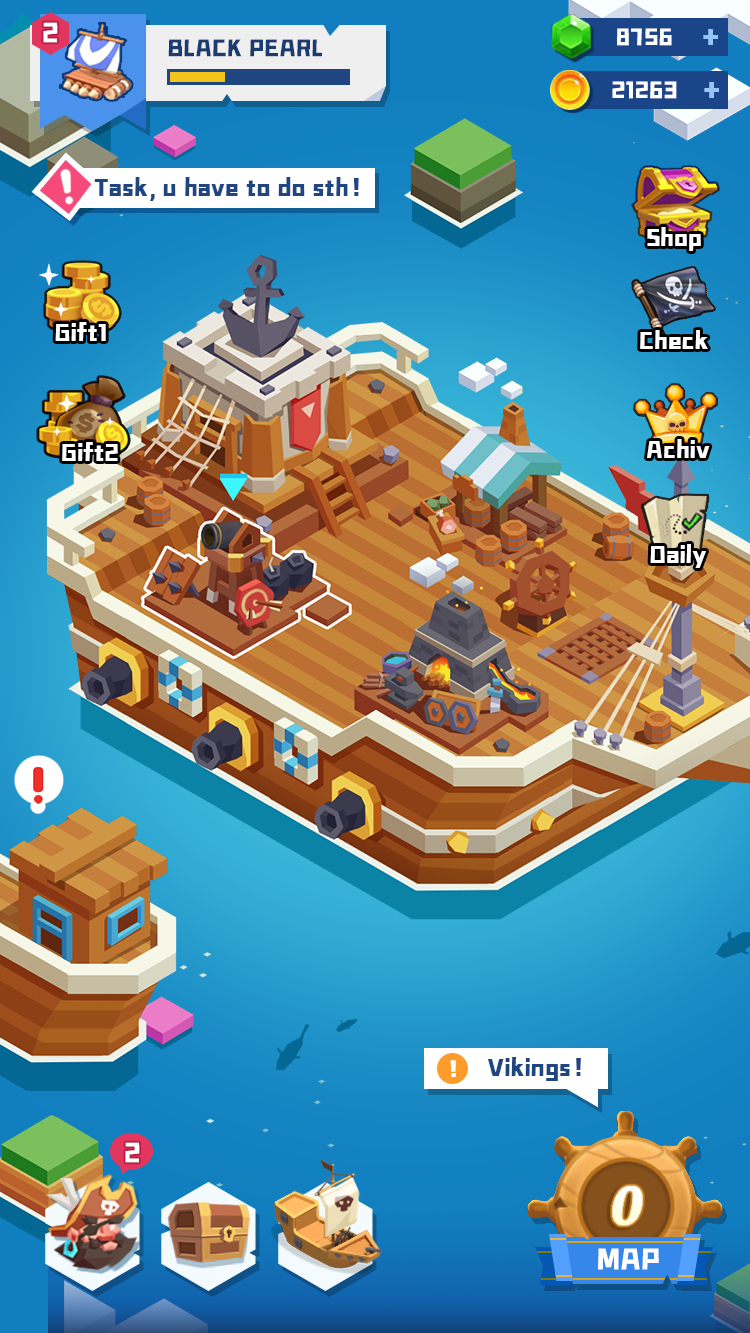 2
BLACK PEARL
8756 +
21263 +
! Task, u have to do sth!
Shop
Gift1
Check
Gift2
Achiv
Daily
!
! Vikings!
2
0
MAP